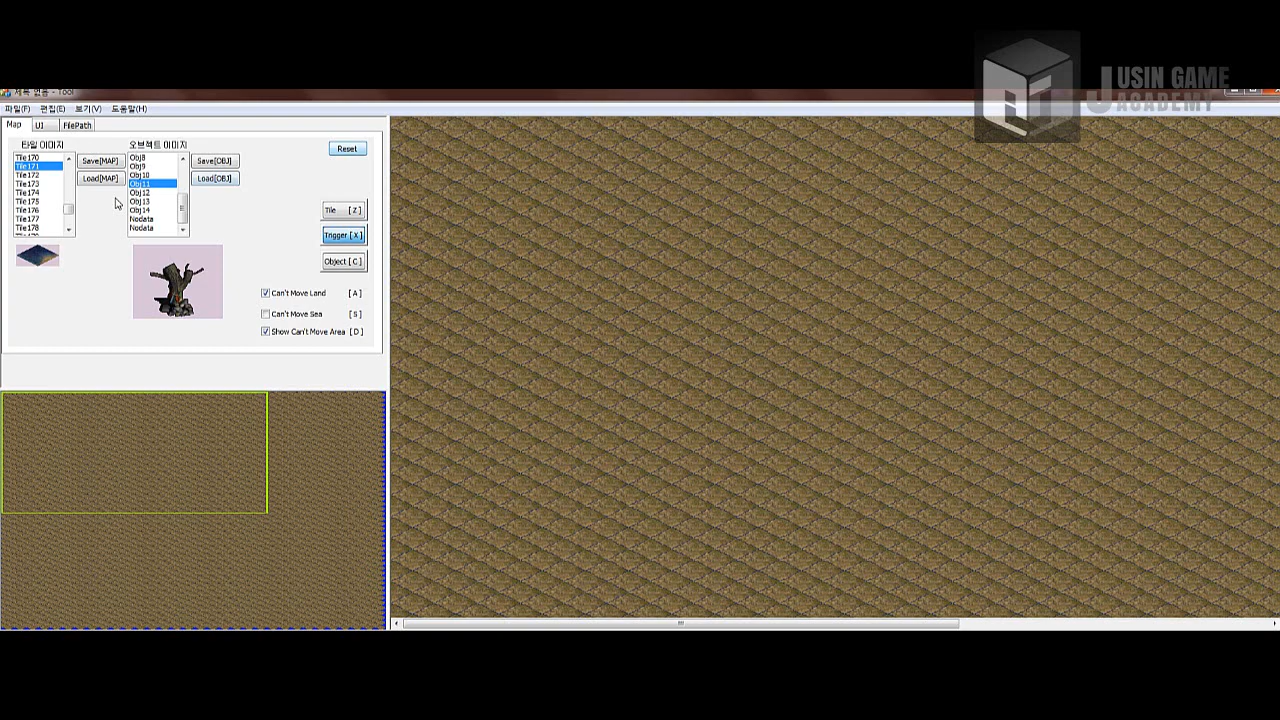 JUSIN GAME
ACADEMY
제목 없음 - Tool
파일(F) 편집(E) 보기(V) 도움말(H)
Map UI FilePath
타일 이미지 오브젝트 이미지
Reset
Tile170
Tile171
Tile172
Tile173
Tile174
Tile175
Tile176
Tile177
Tile178
Save[MAP]
Load[MAP]
Obj8
Obj9
Obj10
Obj11
Obj12
Obj13
Obj14
Nodata
Nodata
Save[OBJ]
Load[OBJ]
Tile [ Z ]
Trigger [ X ]
Object [ C ]
Can't Move Land [ A ]
Can't Move Sea [ S ]
Show Can't Move Area [ D ]